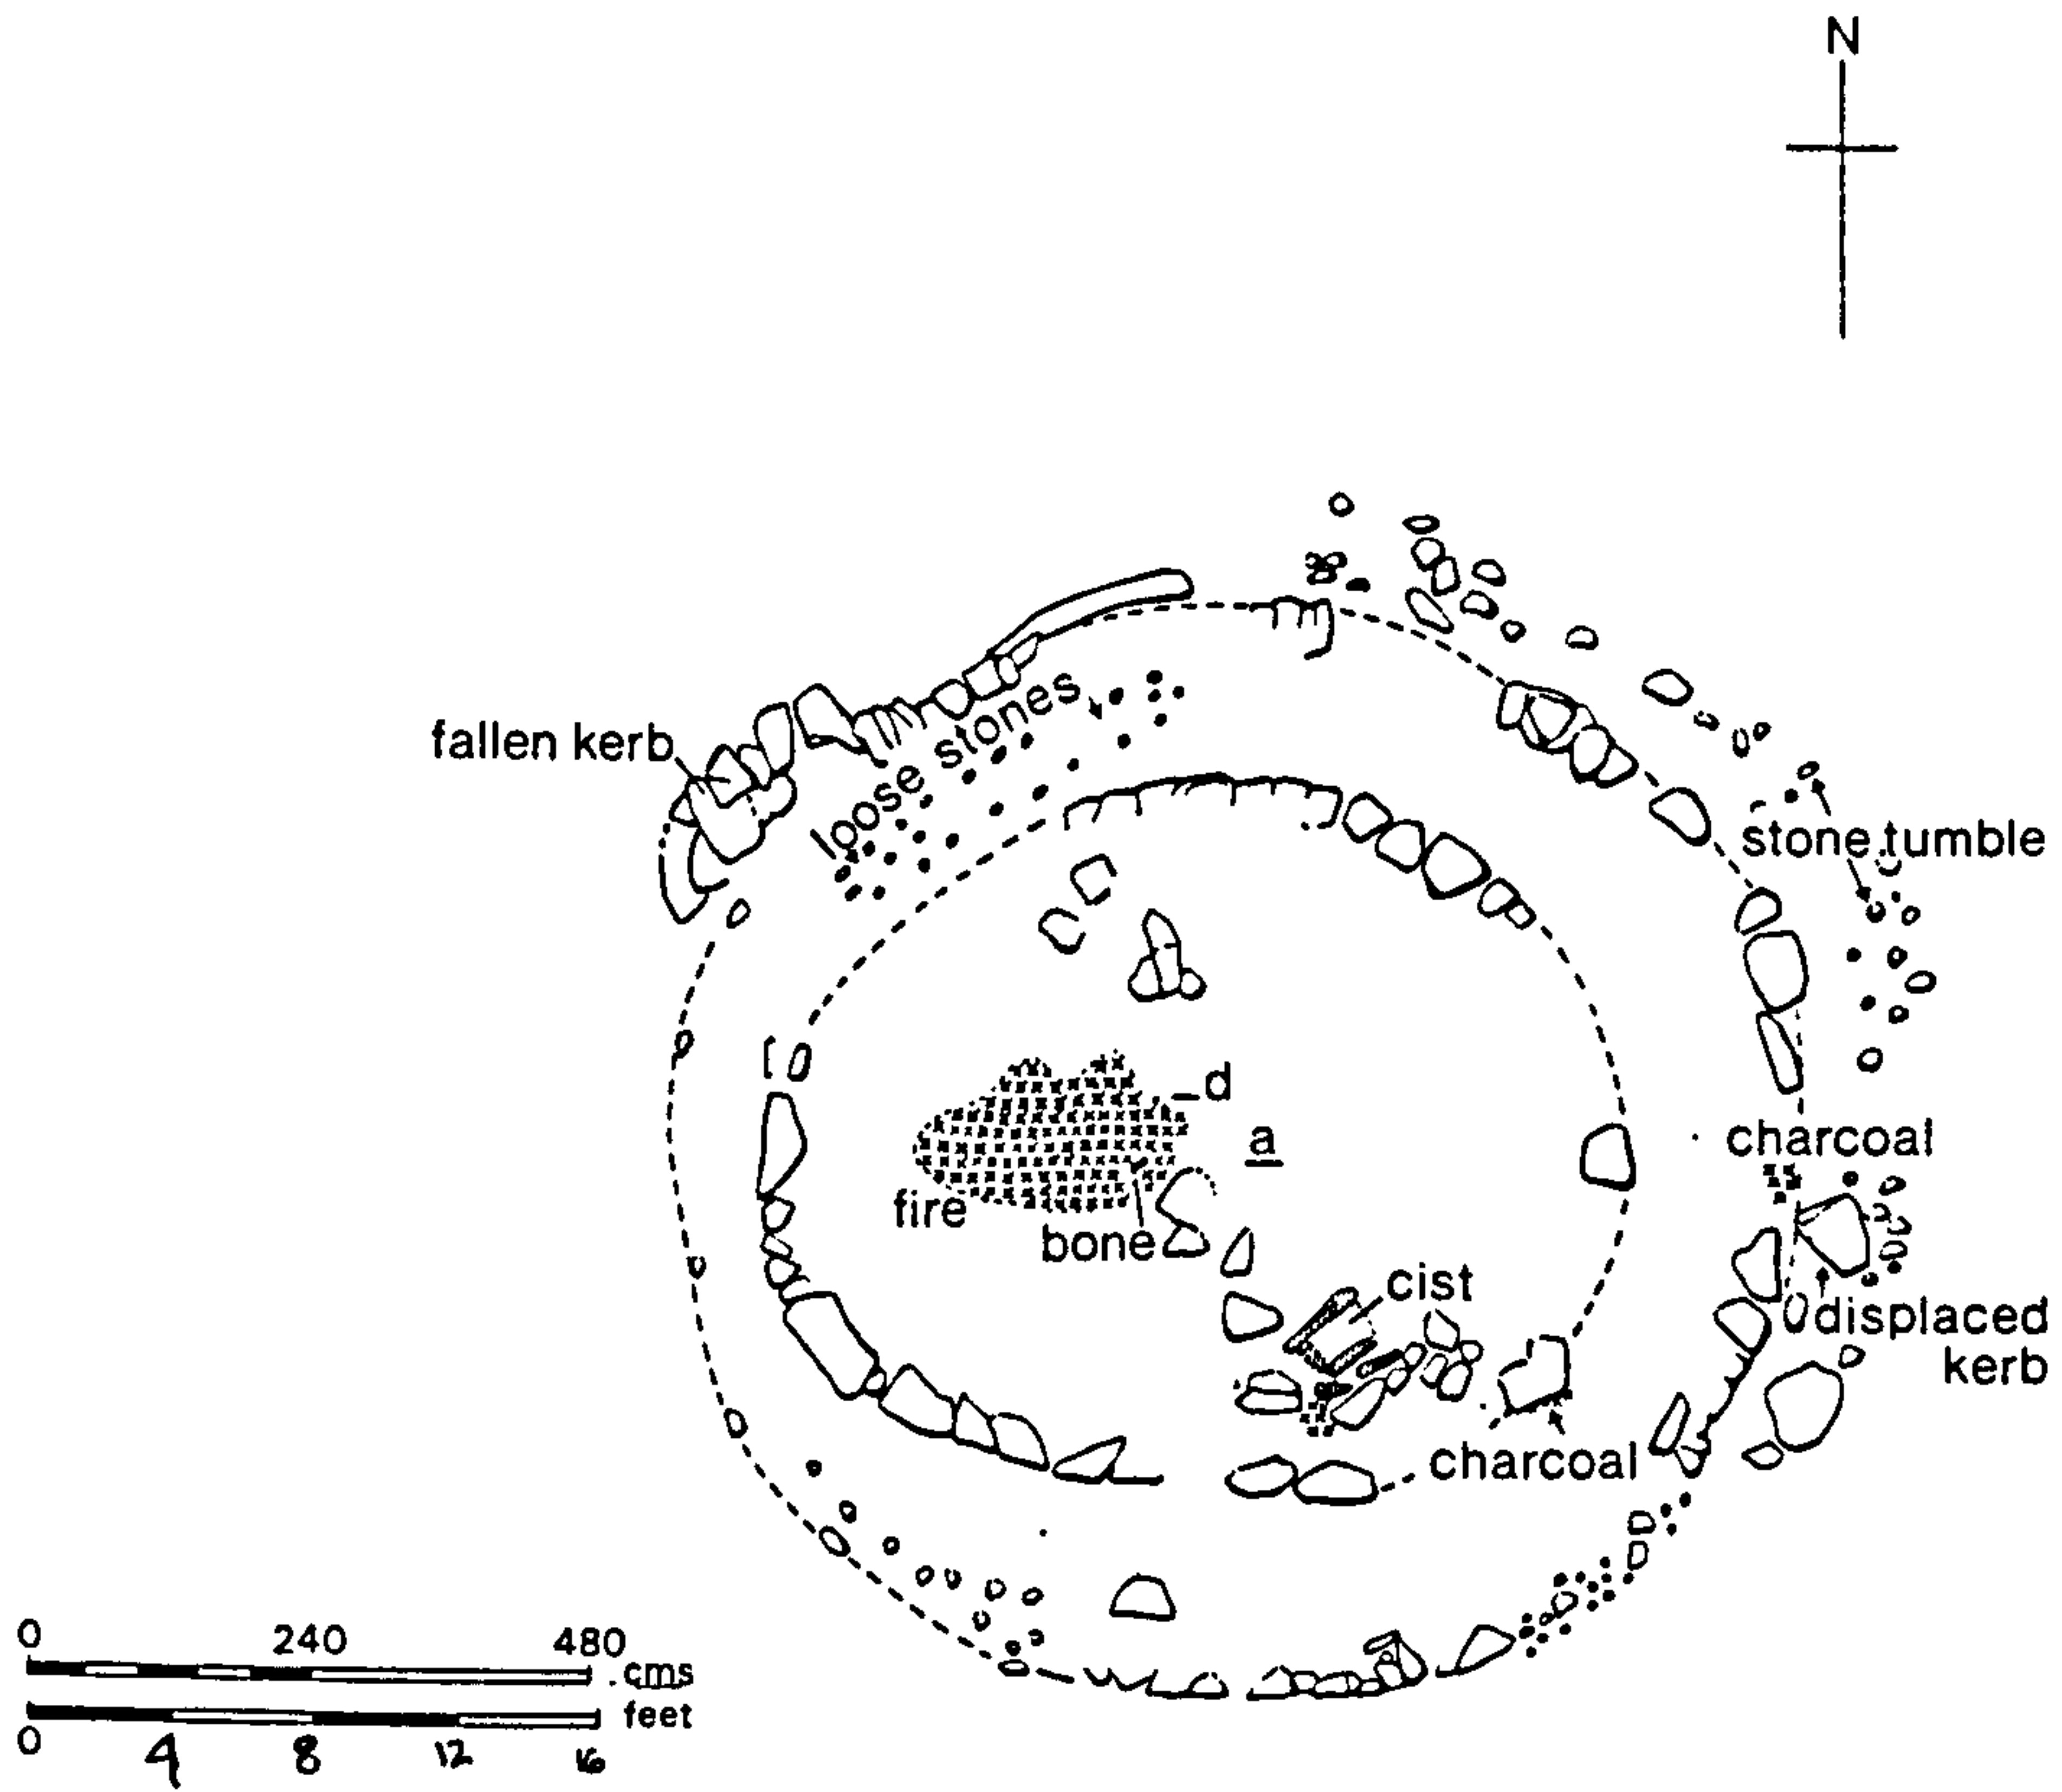 N
fallen kerb
loose stones
stone tumble
d
a
charcoal
fire
bone
cist
displaced
kerb
charcoal
0 240 480
cms
feet
0 4 8 12 16